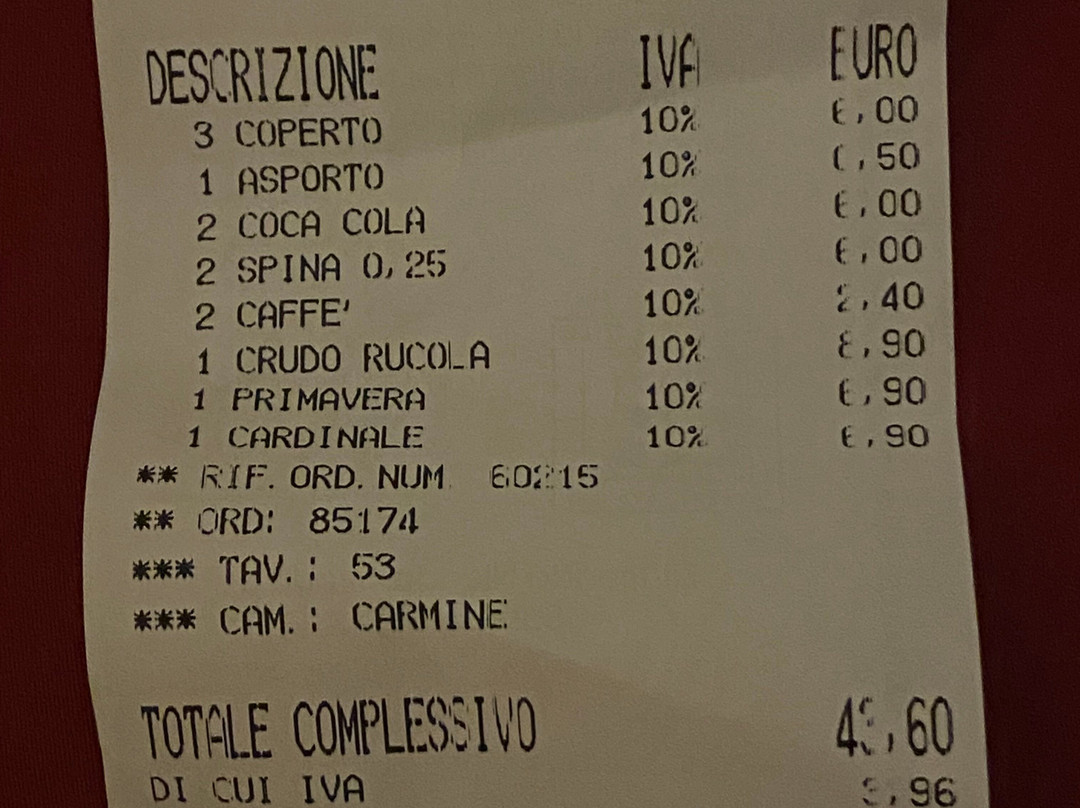 DESCRIZIONE IVA EURO
3 COPERTO 10% 6,00
1 ASPORTO 10% 0,50
2 COCA COLA 10% 6,00
2 SPINA 0,25 10% 6,00
2 CAFFE' 10% 2,40
1 CRUDO RUCOLA 10% 8,90
1 PRIMAVERA 10% 6,90
1 CARDINALE 10% 6,90
** RIF. ORD. NUM. 60215
** ORD: 85174
*** TAV.: 53
*** CAM.: CARMINE
TOTALE COMPLESSIVO 43,60
DI CUI IVA 3,96